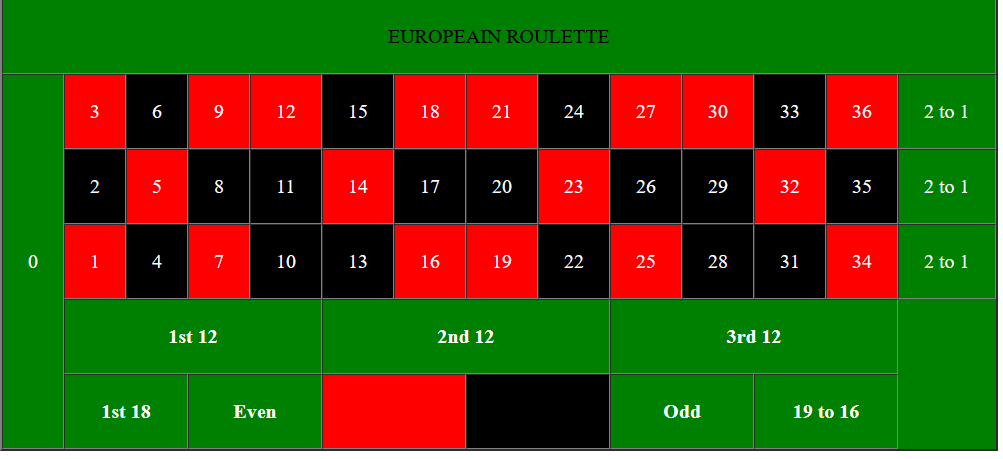 EUROPEAIN ROULETTE
3 6 9 12 15 18 21 24 27 30 33 36 2 to 1
2 5 8 11 14 17 20 23 26 29 32 35 2 to 1
0 1 4 7 10 13 16 19 22 25 28 31 34 2 to 1
1st 12 2nd 12 3rd 12
1st 18 Even Odd 19 to 16